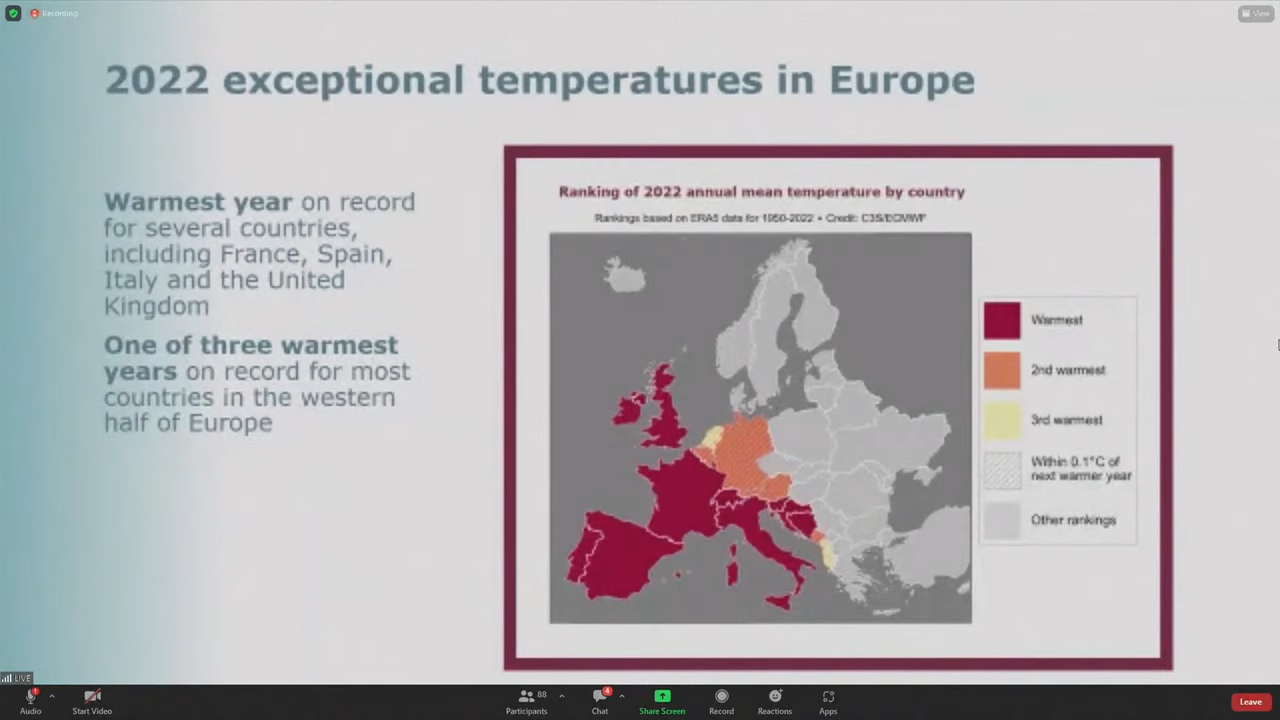 Recording
View
2022 exceptional temperatures in Europe
Warmest year on record
for several countries,
including France, Spain,
Italy and the United
Kingdom
One of three warmest
years on record for most
countries in the western
half of Europe
Ranking of 2022 annual mean temperature by country
Rankings based on ERA5 data for 1950-2022 • Credit: C3S/ECMWF
Warmest
2nd warmest
3rd warmest
Within 0.1°C of
next warmer year
Other rankings
LIVE
88
4
Audio
Start Video
Participants
Chat
Share Screen
Record
Reactions
Apps
Leave